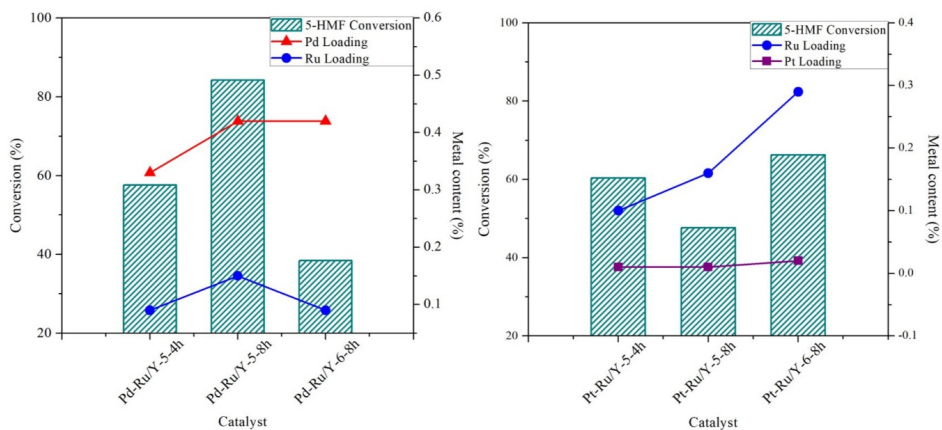 5-HMF Conversion
Pd Loading
Ru Loading
Conversion (%)
100
80
60
40
20
Metal content (%)
0.6
0.5
0.4
0.3
0.2
0.1
Pd-Ru/Y-5-4h
Pd-Ru/Y-5-8h
Pd-Ru/Y-6-8h
Catalyst
5-HMF Conversion
Ru Loading
Pt Loading
Conversion (%)
100
80
60
40
20
Metal content (%)
0.4
0.3
0.2
0.1
0.0
-0.1
Pt-Ru/Y-5-4h
Pt-Ru/Y-5-8h
Pt-Ru/Y-6-8h
Catalyst